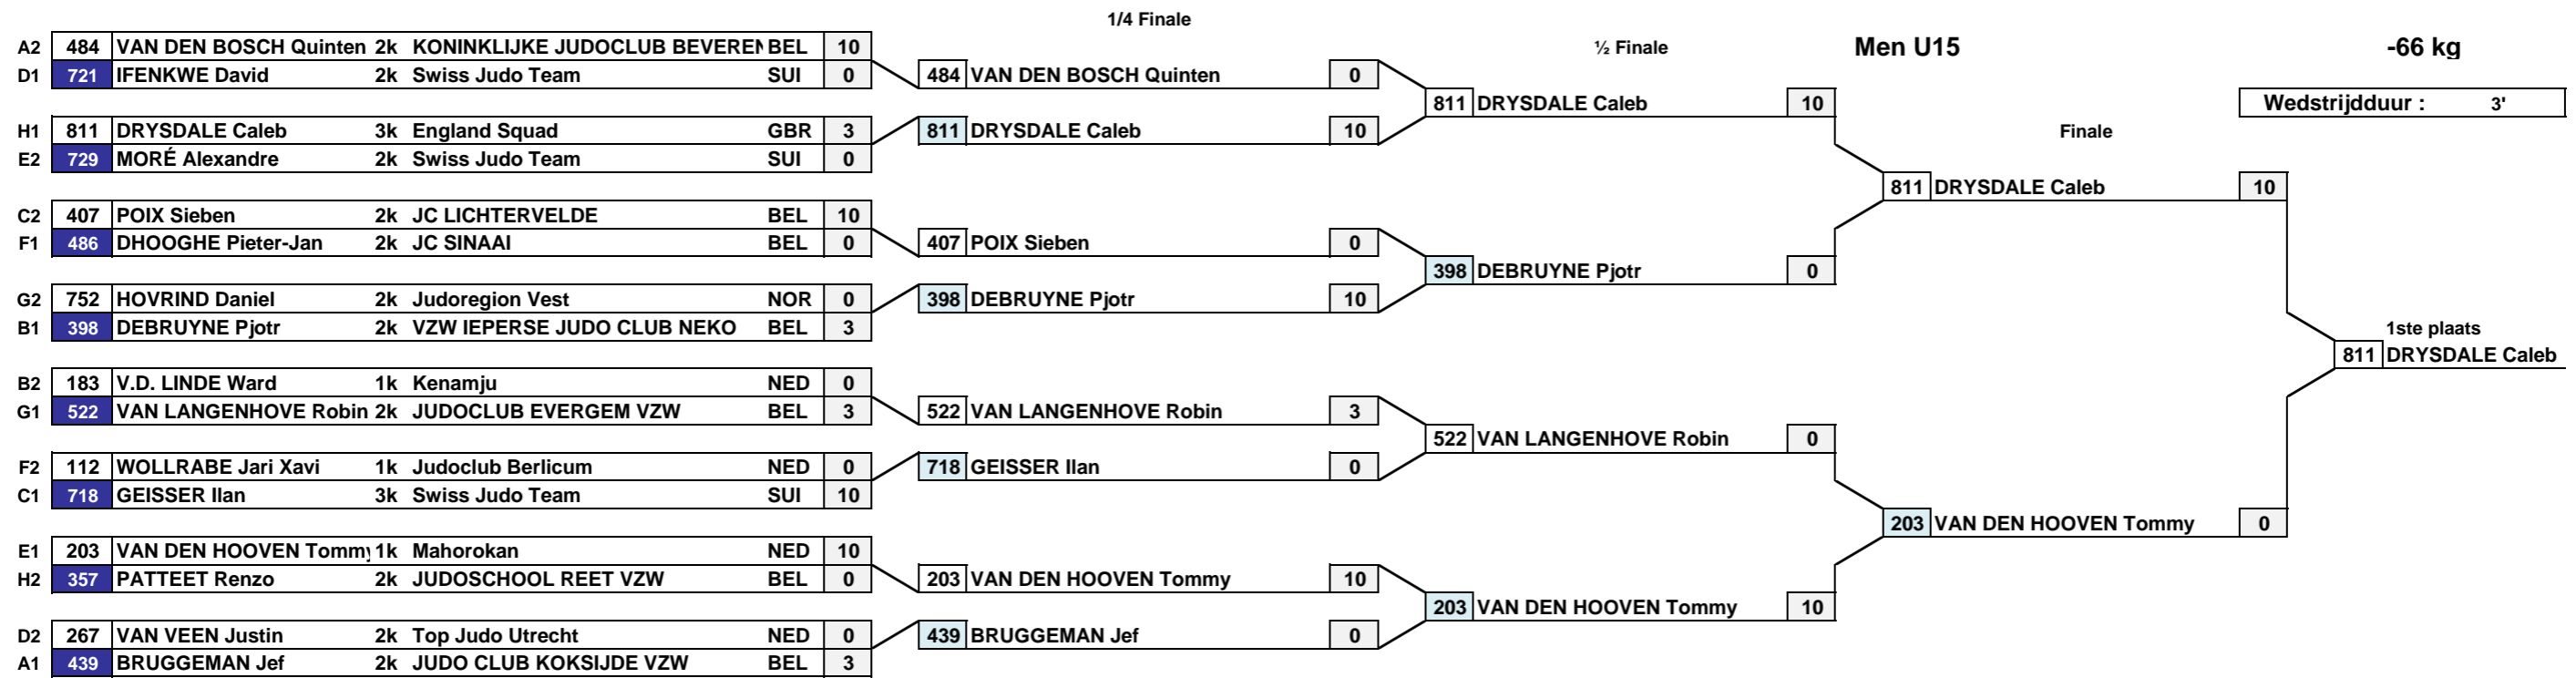 1/4 Finale
A2 484 VAN DEN BOSCH Quinten 2k KONINKLIJKE JUDOCLUB BEVEREN BEL 10
½ Finale Men U15 -66 kg
D1 721 IFENKWE David 2k Swiss Judo Team SUI 0
484 VAN DEN BOSCH Quinten 0
811 DRYSDALE Caleb 10
Wedstrijdduur : 3'
H1 811 DRYSDALE Caleb 3k England Squad GBR 3
811 DRYSDALE Caleb 10
Finale
E2 729 MORÉ Alexandre 2k Swiss Judo Team SUI 0
811 DRYSDALE Caleb 10
C2 407 POIX Sieben 2k JC LICHTERVELDE BEL 10
F1 486 DHOOGHE Pieter-Jan 2k JC SINAAI BEL 0
407 POIX Sieben 0
398 DEBRUYNE Pjotr 0
G2 752 HOVRIND Daniel 2k Judoregion Vest NOR 0
398 DEBRUYNE Pjotr 10
B1 398 DEBRUYNE Pjotr 2k VZW IEPERSE JUDO CLUB NEKO BEL 3
1ste plaats
811 DRYSDALE Caleb
B2 183 V.D. LINDE Ward 1k Kenamju NED 0
G1 522 VAN LANGENHOVE Robin 2k JUDOCLUB EVERGEM VZW BEL 3
522 VAN LANGENHOVE Robin 3
522 VAN LANGENHOVE Robin 0
F2 112 WOLLRABE Jari Xavi 1k Judoclub Berlicum NED 0
718 GEISSER Ilan 0
C1 718 GEISSER Ilan 3k Swiss Judo Team SUI 10
203 VAN DEN HOOVEN Tommy 0
E1 203 VAN DEN HOOVEN Tommy 1k Mahorokan NED 10
H2 357 PATTEET Renzo 2k JUDOSCHOOL REET VZW BEL 0
203 VAN DEN HOOVEN Tommy 10
203 VAN DEN HOOVEN Tommy 10
D2 267 VAN VEEN Justin 2k Top Judo Utrecht NED 0
439 BRUGGEMAN Jef 0
A1 439 BRUGGEMAN Jef 2k JUDO CLUB KOKSIJDE VZW BEL 3